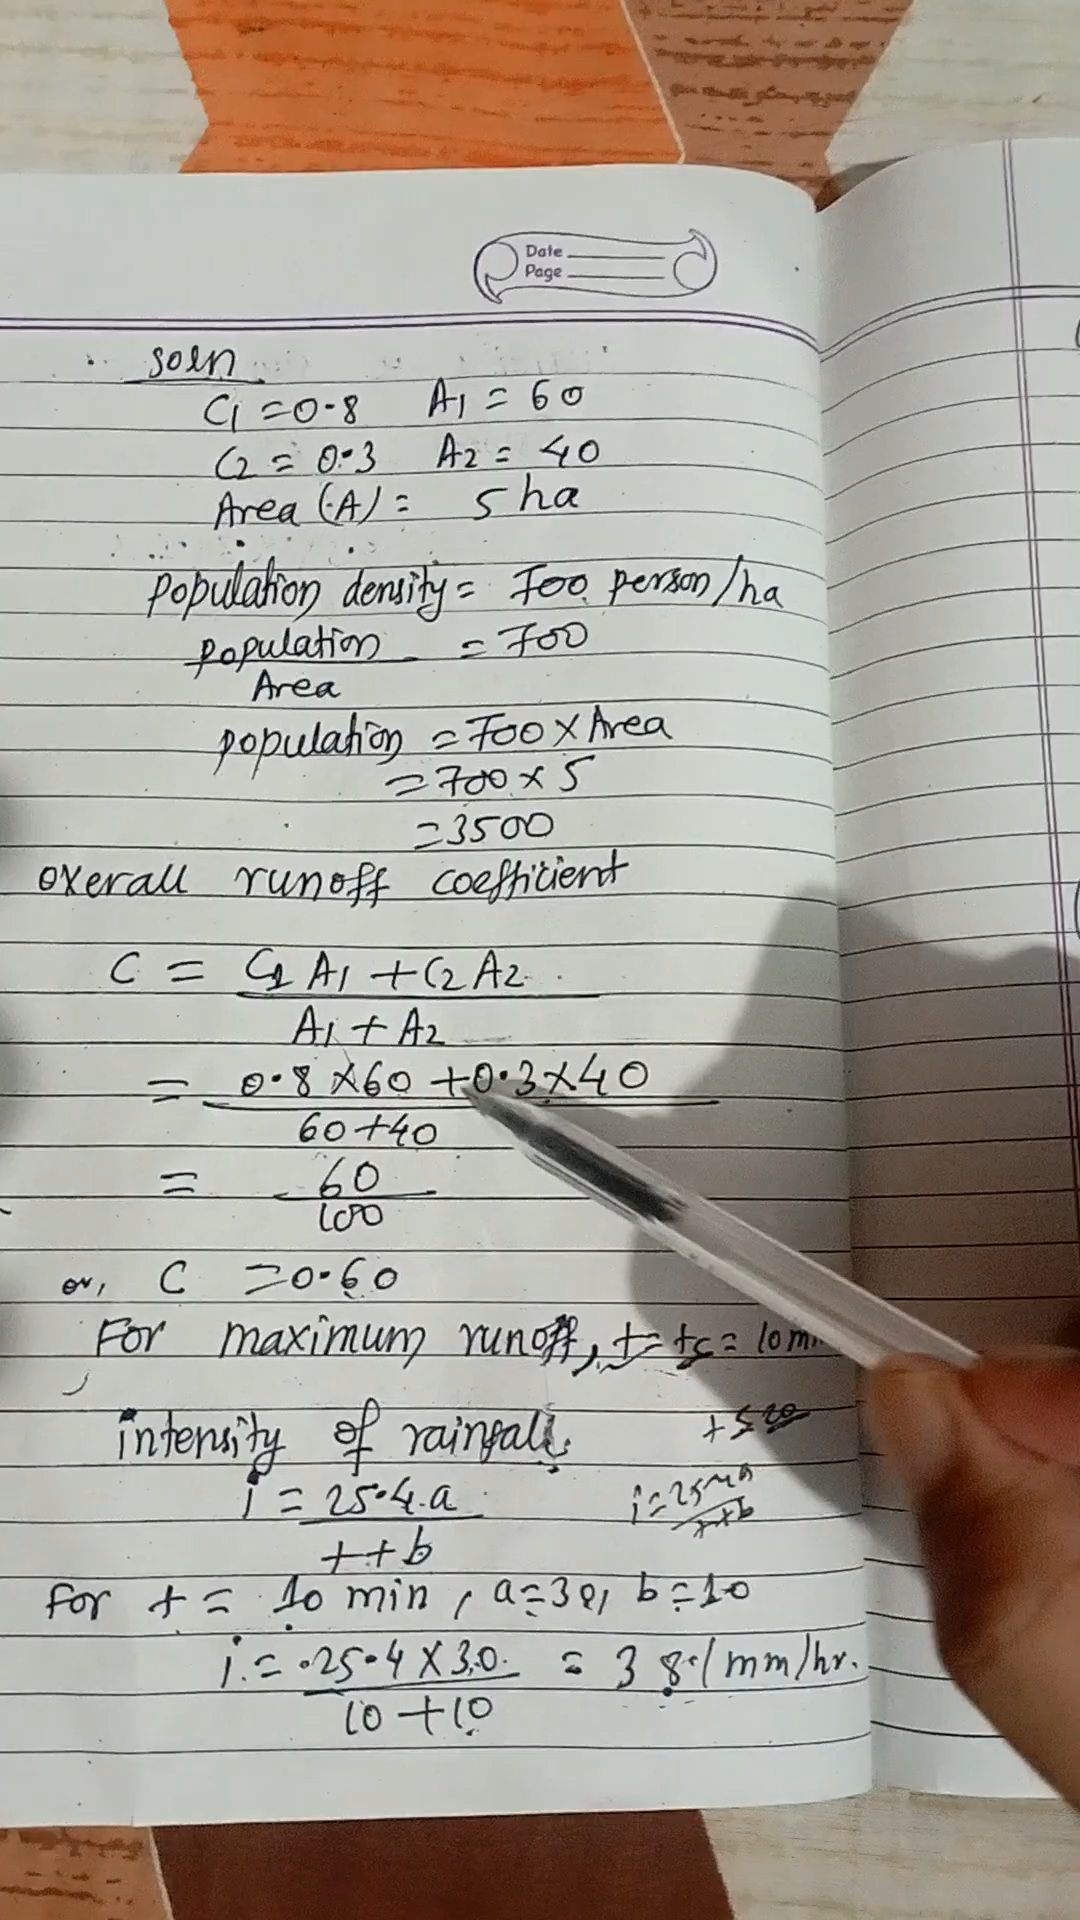 Date
Page
soln
C1 = 0.8 A1 = 60
C2 = 0.3 A2 = 40
Area (A) = 5 ha
population density = 700 person/ha
population = 700
Area
population = 700 × Area
= 700 × 5
= 3500
overall runoff coefficient
C = C1 A1 + C2 A2
A1 + A2
= 0.8 × 60 + 0.3 × 40
60 + 40
= 60
100
or, C = 0.60
For maximum runoff, t = tc = 10 min
intensity of rainfall
i = 25.4.a
t + b
For t = 10 min, a = 30, b = 10
i = 25.4 × 30 = 38.1 mm/hr.
10 + 10